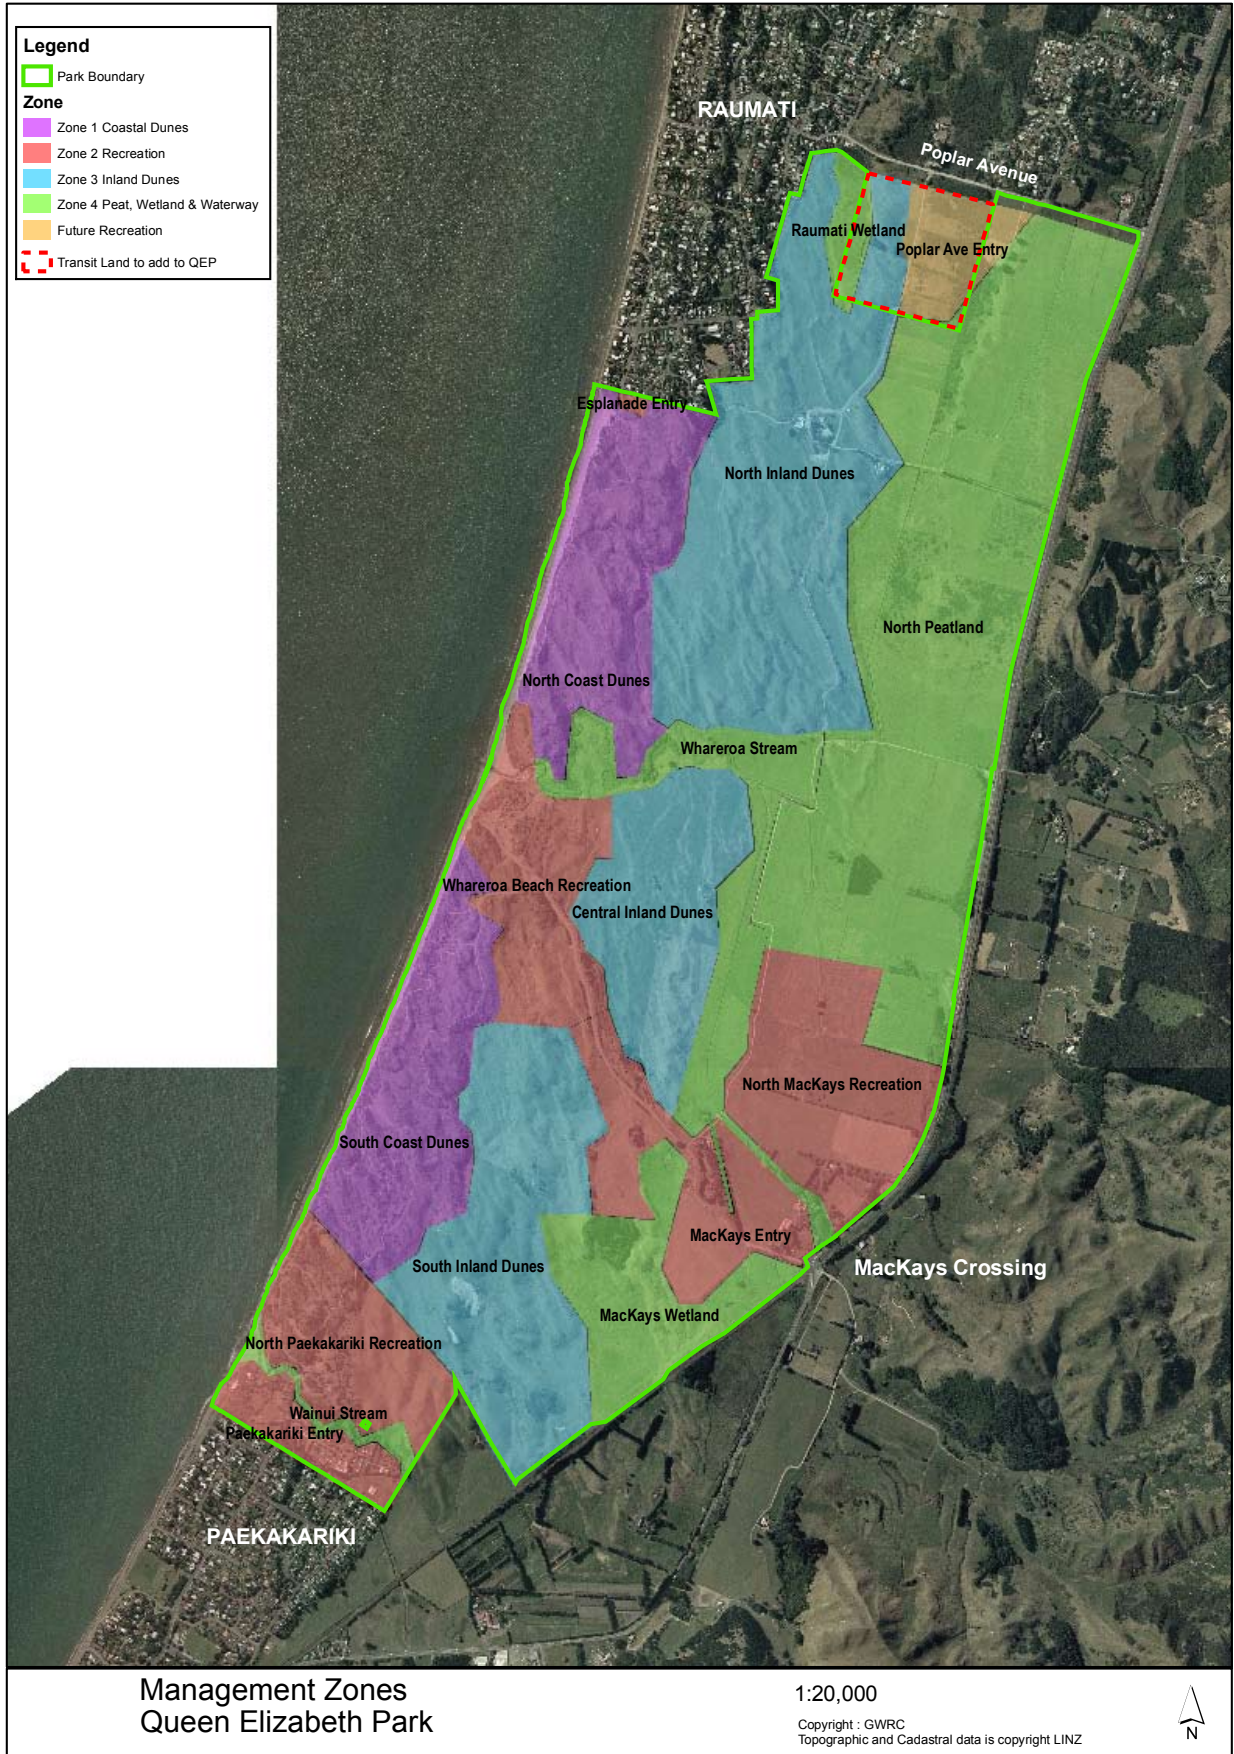 Legend
Park Boundary
Zone
Zone 1 Coastal Dunes
Zone 2 Recreation
Zone 3 Inland Dunes
Zone 4 Peat, Wetland & Waterway
Future Recreation
Transit Land to add to QEP
RAUMATI
Poplar Avenue
Raumati Wetland
Poplar Ave Entry
Esplanade Entry
North Inland Dunes
North Peatland
North Coast Dunes
Whareroa Stream
Whareroa Beach Recreation
Central Inland Dunes
North MacKays Recreation
South Coast Dunes
MacKays Entry
South Inland Dunes
MacKays Crossing
MacKays Wetland
North Paekakariki Recreation
Wainui Stream
Paekakariki Entry
PAEKAKARIKI
Management Zones
Queen Elizabeth Park
1:20,000
Copyright : GWRC
Topographic and Cadastral data is copyright LINZ
N